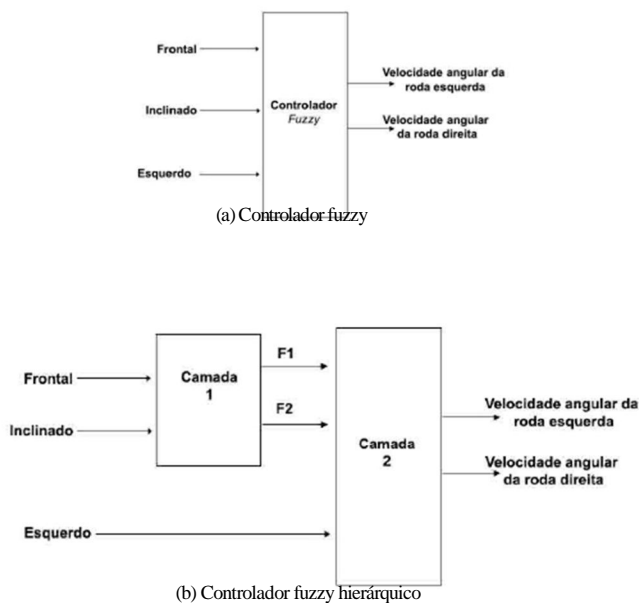 Frontal
Inclinado
Esquerdo
Controlador
Fuzzy
Velocidade angular da
roda esquerda
Velocidade angular
da roda direita
(a) Controlador fuzzy
Frontal
Inclinado
Esquerdo
Camada
1
F1
F2
Camada
2
Velocidade angular da
roda esquerda
Velocidade angular
da roda direita
(b) Controlador fuzzy hierárquico